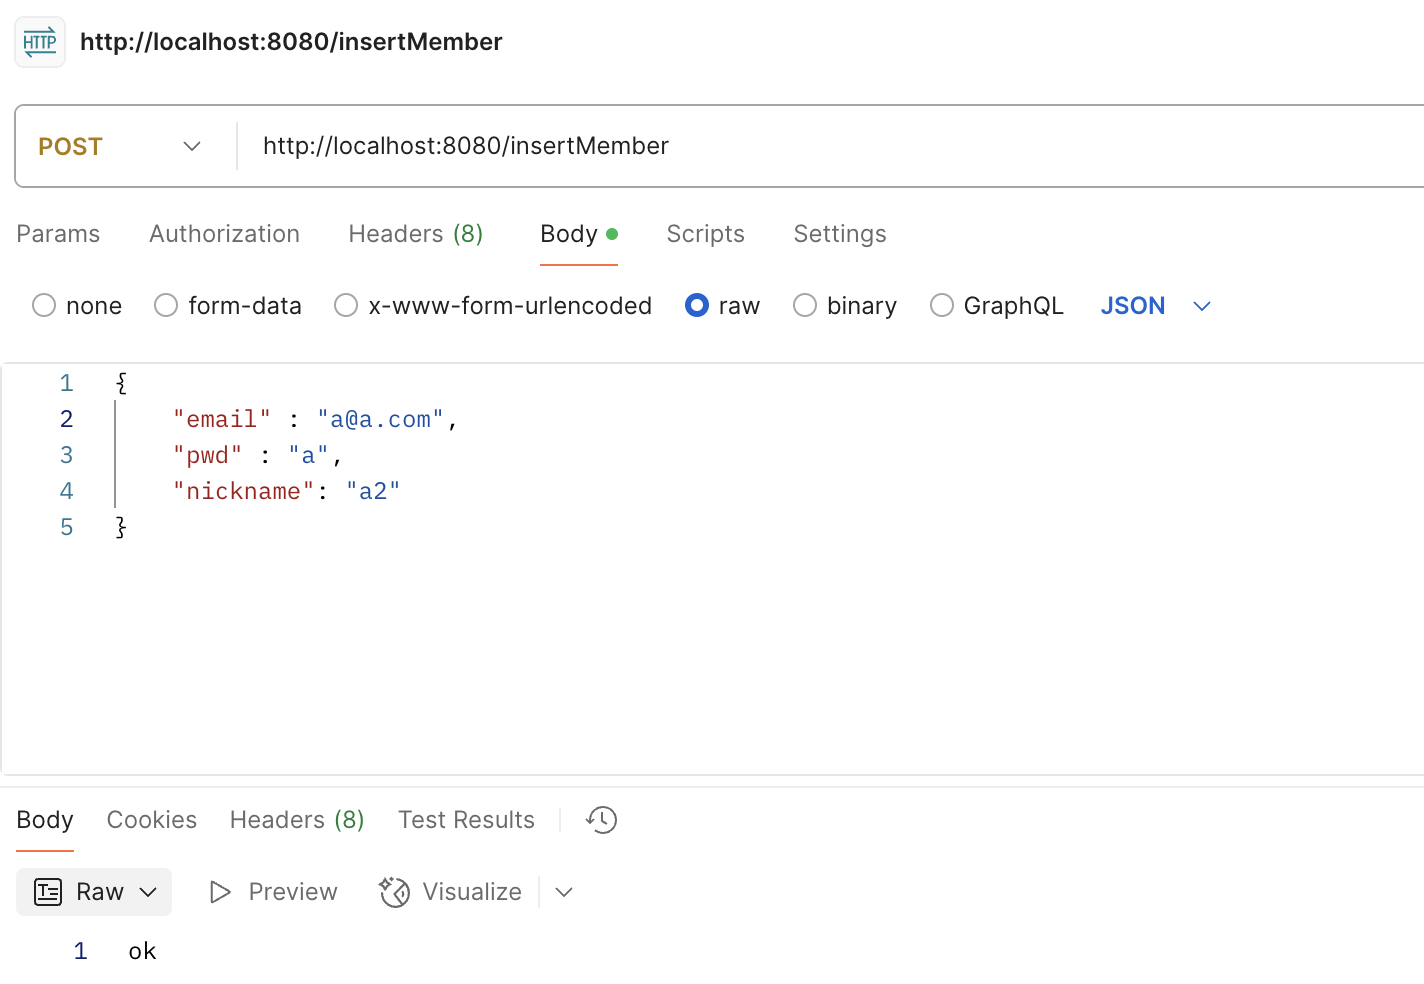 HTTP http://localhost:8080/insertMember
POST http://localhost:8080/insertMember
Params Authorization Headers (8) Body Scripts Settings
none form-data x-www-form-urlencoded raw binary GraphQL JSON
1 {
2 "email" : "a@a.com",
3 "pwd" : "a",
4 "nickname": "a2"
5 }
Body Cookies Headers (8) Test Results
Raw Preview Visualize
1 ok